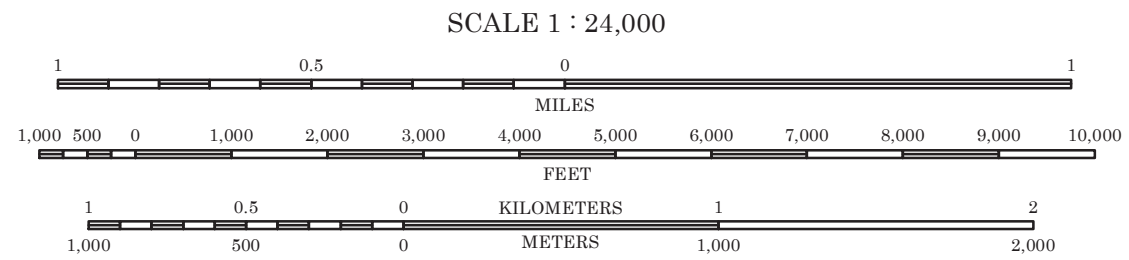 SCALE 1 : 24,000
1 0.5 0 1
MILES
1,000 500 0 1,000 2,000 3,000 4,000 5,000 6,000 7,000 8,000 9,000 10,000
FEET
1 0.5 0 KILOMETERS 1 2
1,000 500 0 METERS 1,000 2,000